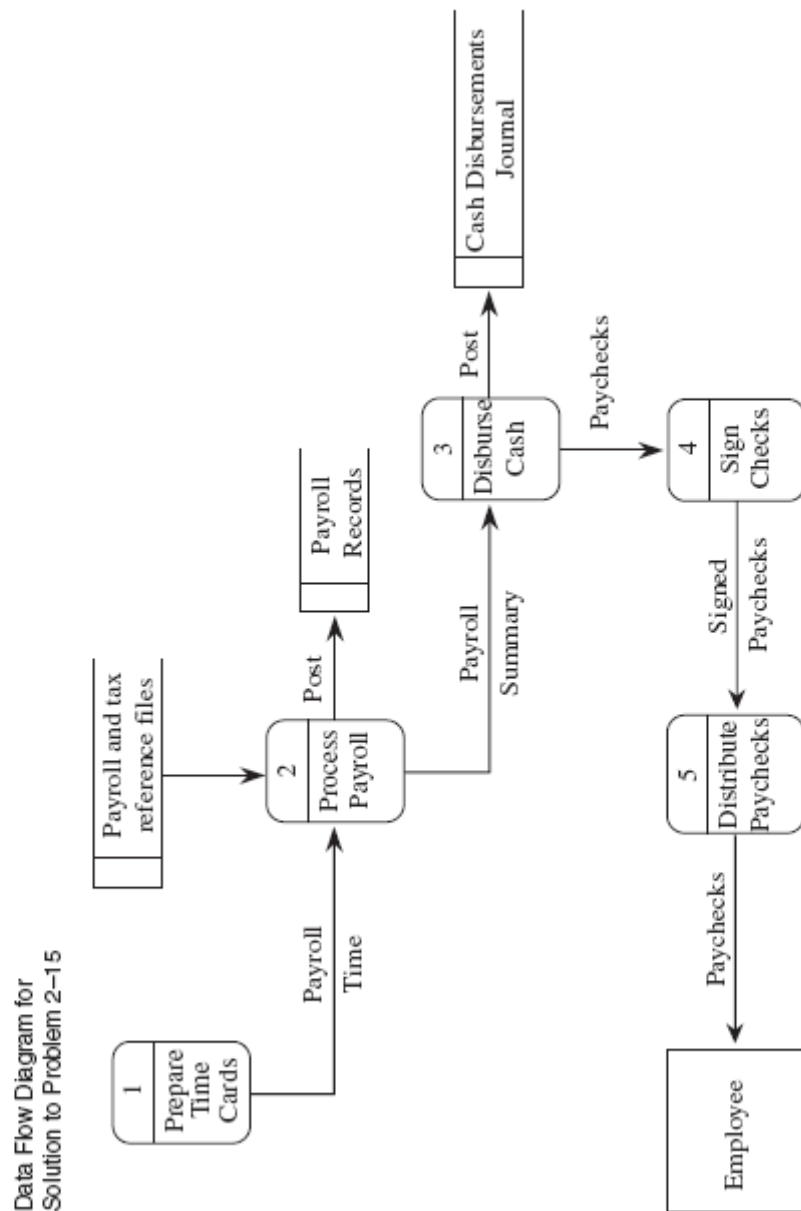 Data Flow Diagram for
Solution to Problem 2–15
1
Prepare
Time
Cards
Payroll
Time
Payroll and tax
reference files
2
Process
Payroll
Post
Payroll
Records
Payroll
Summary
3
Disburse
Cash
Post
Cash Disbursements
Journal
Paychecks
4
Sign
Checks
Signed
Paychecks
5
Distribute
Paychecks
Paychecks
Employee